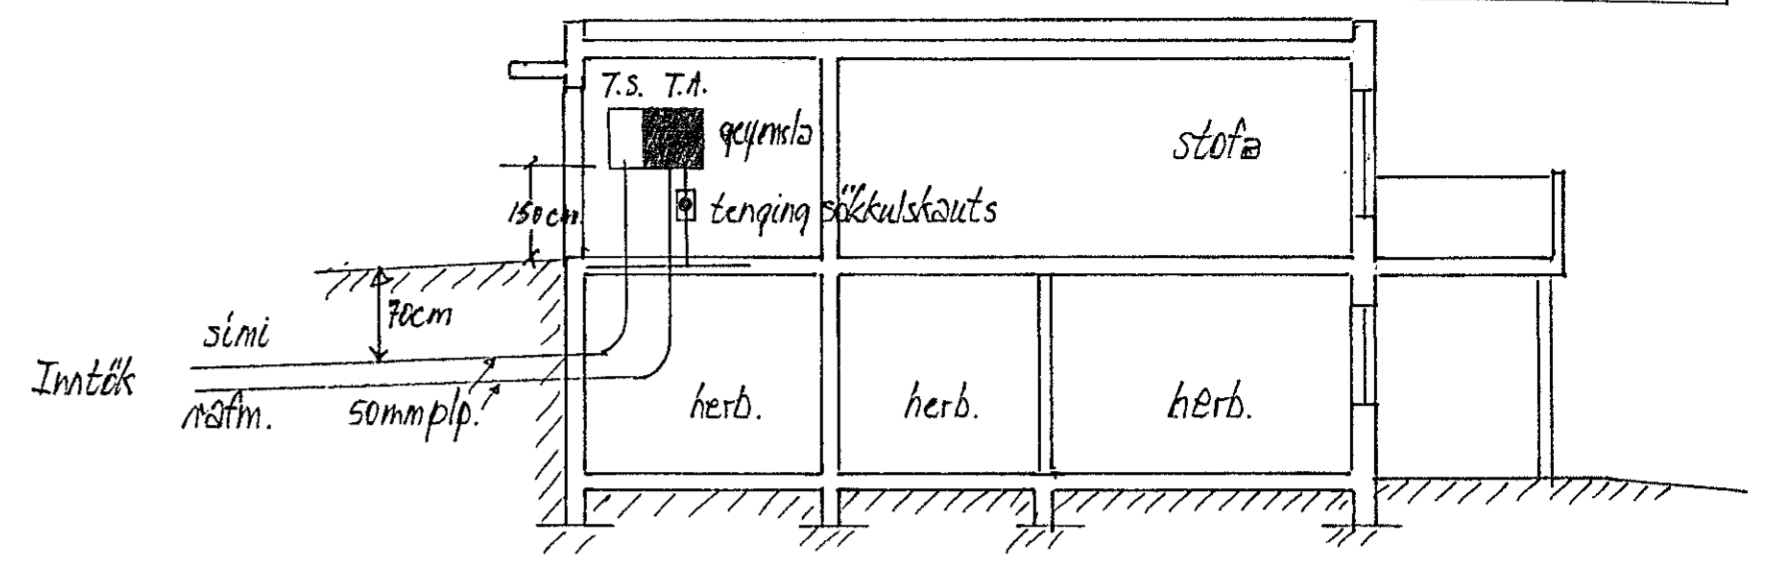 T.S. T.A.
geymsla
stofa
150cm
tenging sökkulskauts
70cm
sími
Inntök
rafm.
50mmplp.
herb.
herb.
herb.